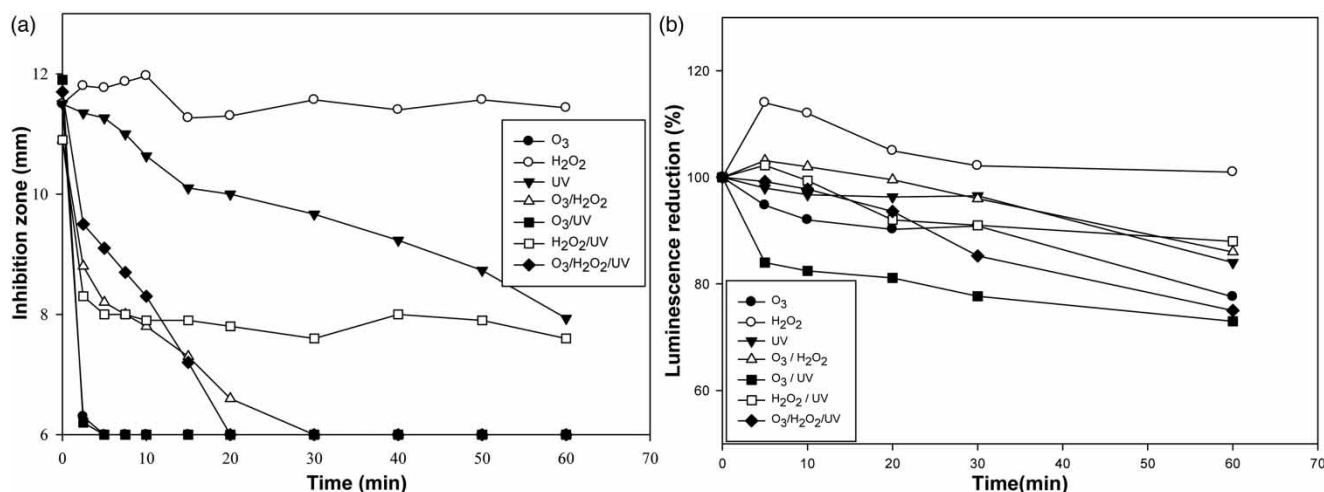 (a)
12
10
8
6
Inhibition zone (mm)
O₃
H₂O₂
UV
O₃/H₂O₂
O₃/UV
H₂O₂/UV
O₃/H₂O₂/UV
0 10 20 30 40 50 60 70
Time (min)
(b)
120
100
80
60
Luminescence reduction (%)
O₃
H₂O₂
UV
O₃ / H₂O₂
O₃ / UV
H₂O₂ / UV
O₃/H₂O₂/UV
0 10 20 30 40 50 60 70
Time(min)